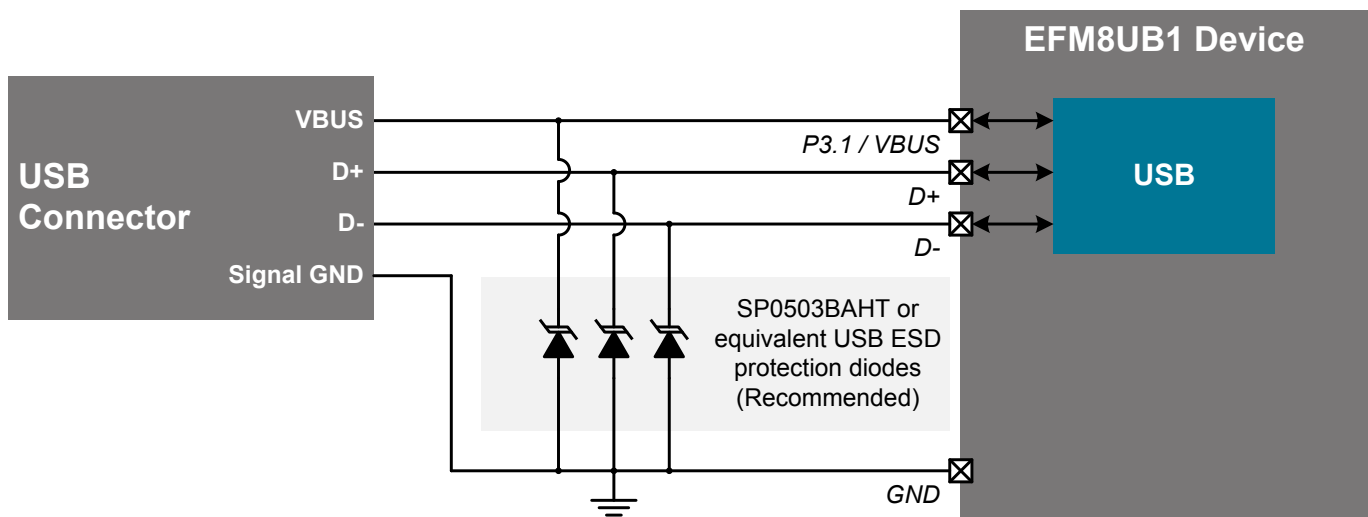 EFM8UB1 Device
USB
Connector
VBUS
D+
D-
Signal GND
P3.1 / VBUS
D+
D-
GND
USB
SP0503BAHT or
equivalent USB ESD
protection diodes
(Recommended)